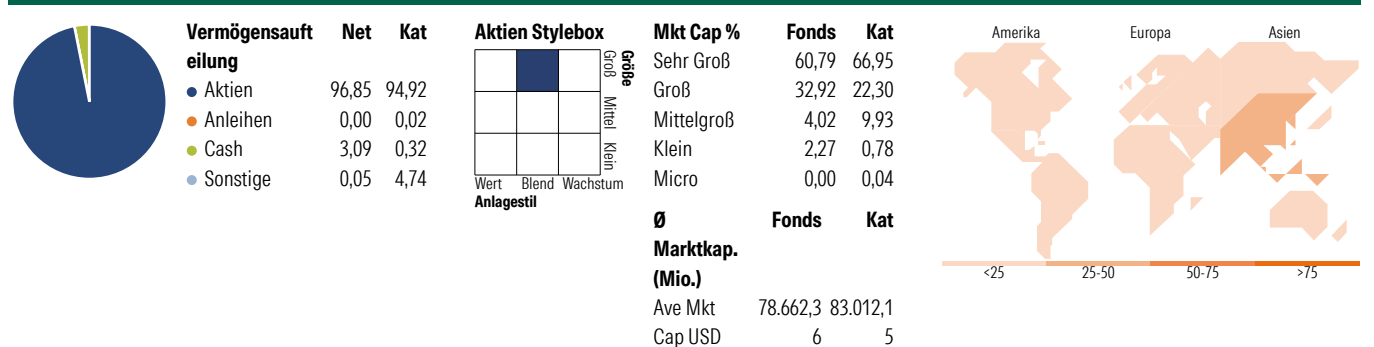 Vermögensauft Net Kat
eilung
Aktien 96,85 94,92
Anleihen 0,00 0,02
Cash 3,09 0,32
Sonstige 0,05 4,74
Aktien Stylebox
Größe
Groß
Mittel
Klein
Wert Blend Wachstum
Anlagestil
Mkt Cap % Fonds Kat
Sehr Groß 60,79 66,95
Groß 32,92 22,30
Mittelgroß 4,02 9,93
Klein 2,27 0,78
Micro 0,00 0,04
Ø Fonds Kat
Marktkap.
(Mio.)
Ave Mkt 78.662,3 83.012,1
Cap USD 6 5
Amerika Europa Asien
<25 25-50 50-75 >75